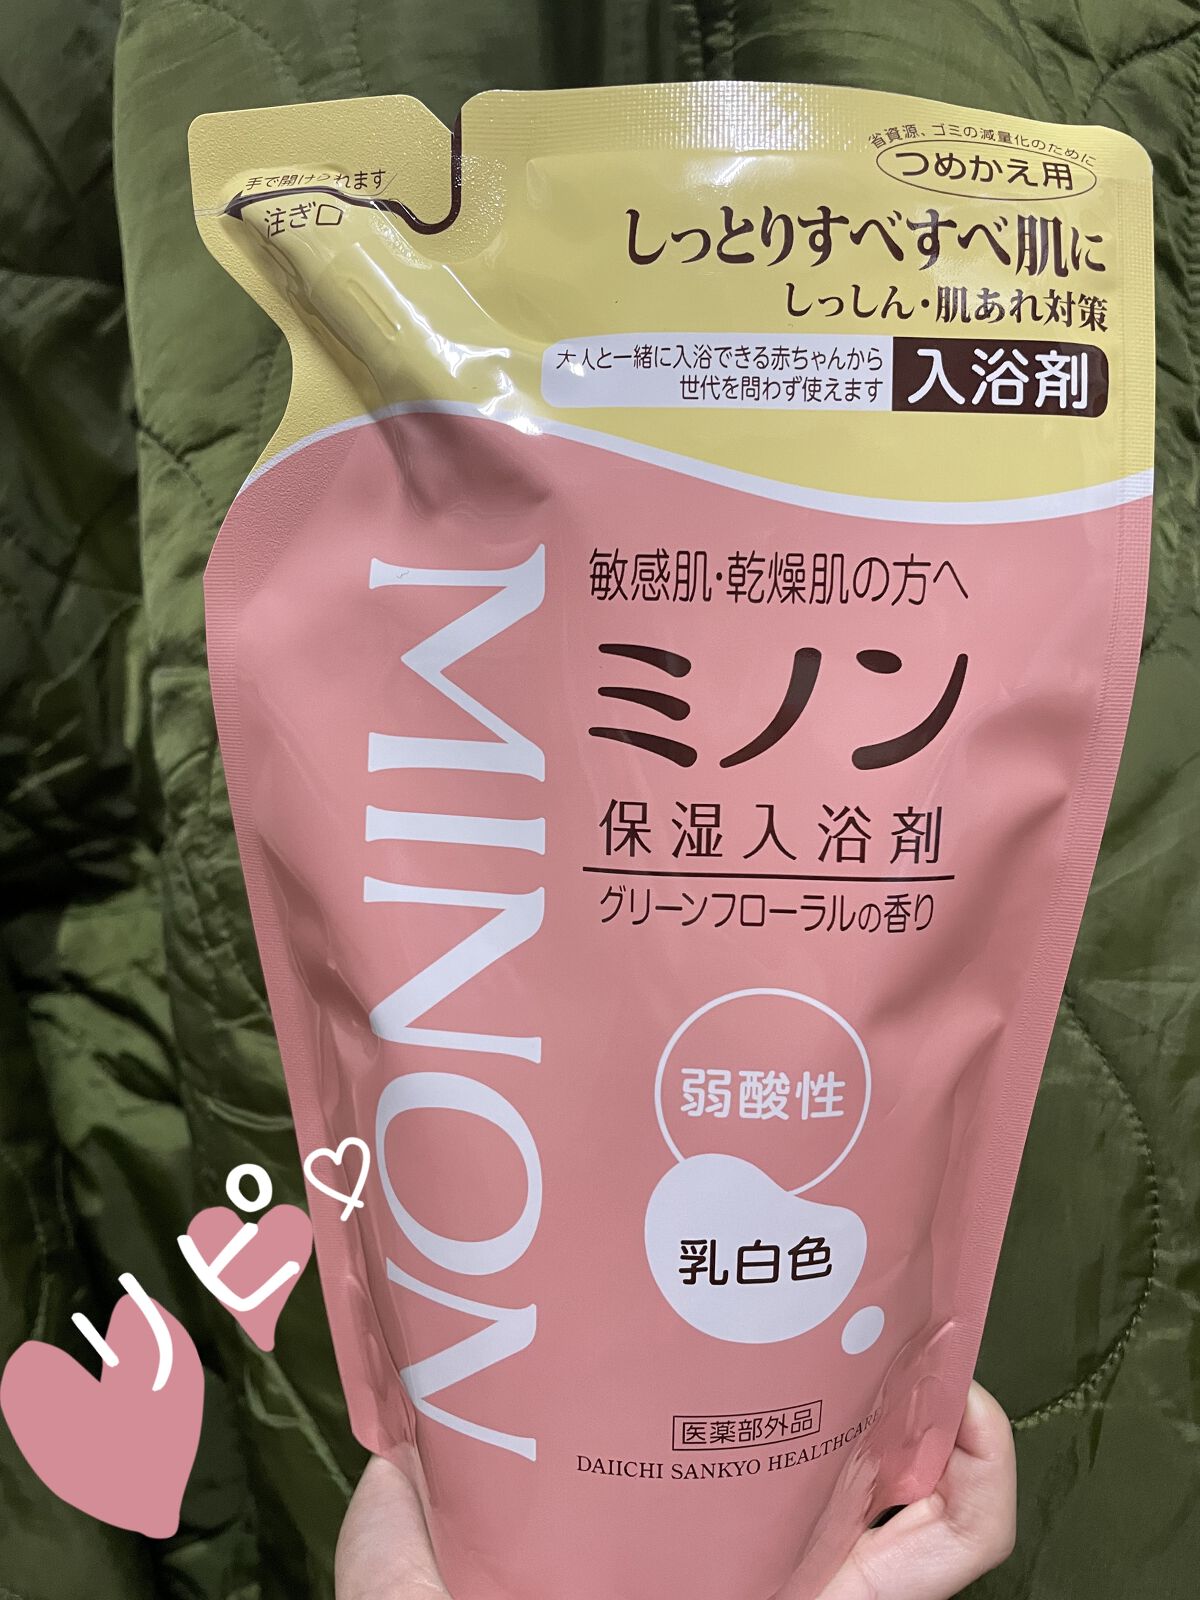 省資源、ゴミの減量化のために
つめかえ用
手で開けられます
注ぎ口
しっとりすべすべ肌に
しっしん・肌あれ対策
大人と一緒に入浴できる赤ちゃんから
世代を問わず使えます
入浴剤
敏感肌・乾燥肌の方へ
ミノン
保湿入浴剤
グリーンフローラルの香り
MINON
弱酸性
乳白色
リピ♡
医薬部外品
DAIICHI SANKYO HEALTHCARE